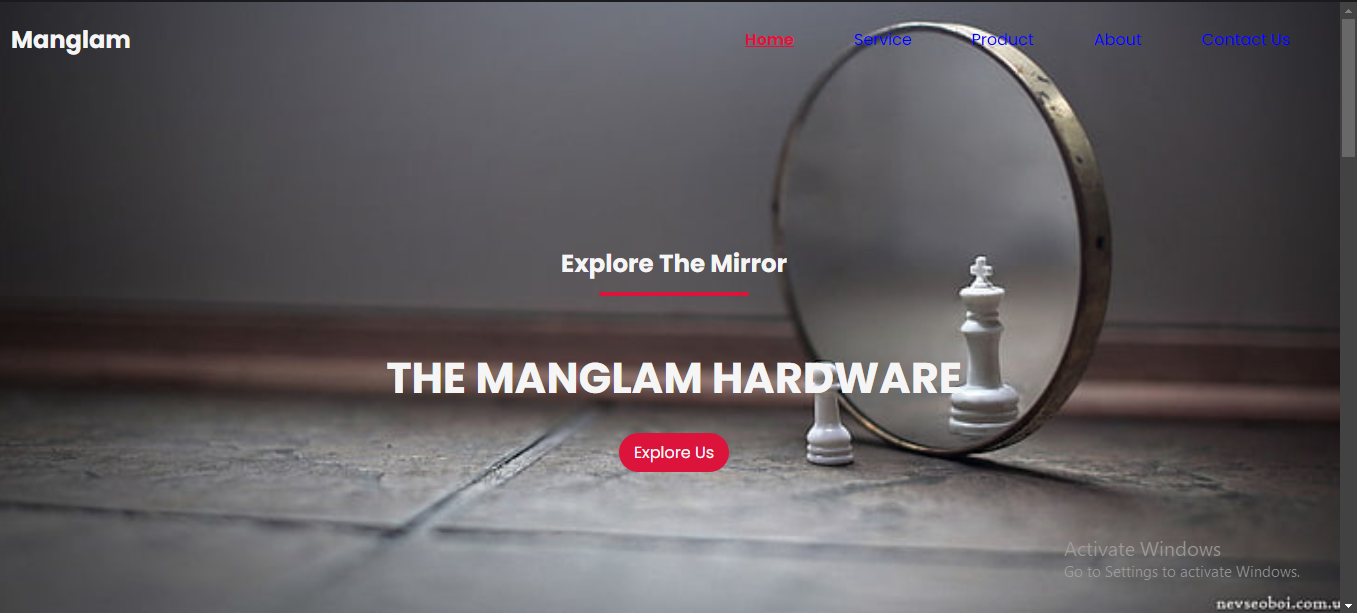 Manglam
Home Service Product About Contact Us
Explore The Mirror
THE MANGLAM HARDWARE
Explore Us
Activate Windows
Go to Settings to activate Windows.
nevseoboi.com.u